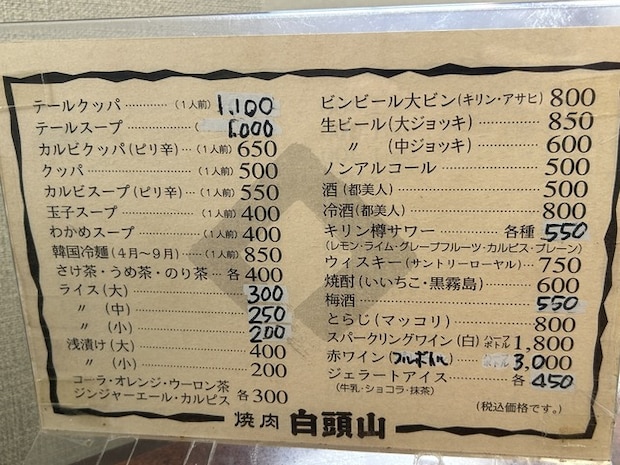 テールクッパ…………(1人前) 1,100
テールスープ…………( 1,000
カルビクッパ(ピリ辛)…(1人前) 650
クッパ…………………(1人前) 500
カルビスープ(ピリ辛)…(1人前) 550
玉子スープ……………(1人前) 400
わかめスープ…………(1人前) 400
韓国冷麺(4月〜9月)…(1人前) 850
さけ茶・うめ茶・のり茶…各 400
ライス(大)…………… 300
〃 (中)…………… 250
〃 (小)…………… 200
浅漬け(大)…………… 400
〃 (小)…………… 200
コーラ・オレンジ・ウーロン茶
ジンジャーエール・カルピス 各 300
ビンビール大ビン(キリン・アサヒ) 800
生ビール(大ジョッキ)……… 850
〃 (中ジョッキ)……… 600
ノンアルコール……………… 500
酒(都美人)………………… 500
冷酒(都美人)……………… 800
キリン樽サワー………… 各種 550
(レモン・ライム・グレープフルーツ・カルピス・プレーン)
ウイスキー(サントリーローヤル)… 750
焼酎(いいちこ・黒霧島)…… 600
梅酒………………………… 550
とらじ(マッコリ)………… 800
スパークリングワイン(白) ハーフボトル 1,800
赤ワイン(フルボトル)…… 3,000
ジェラートアイス………… 各 450
(牛乳・ショコラ・抹茶)
(税込価格です。)
焼肉 白頭山